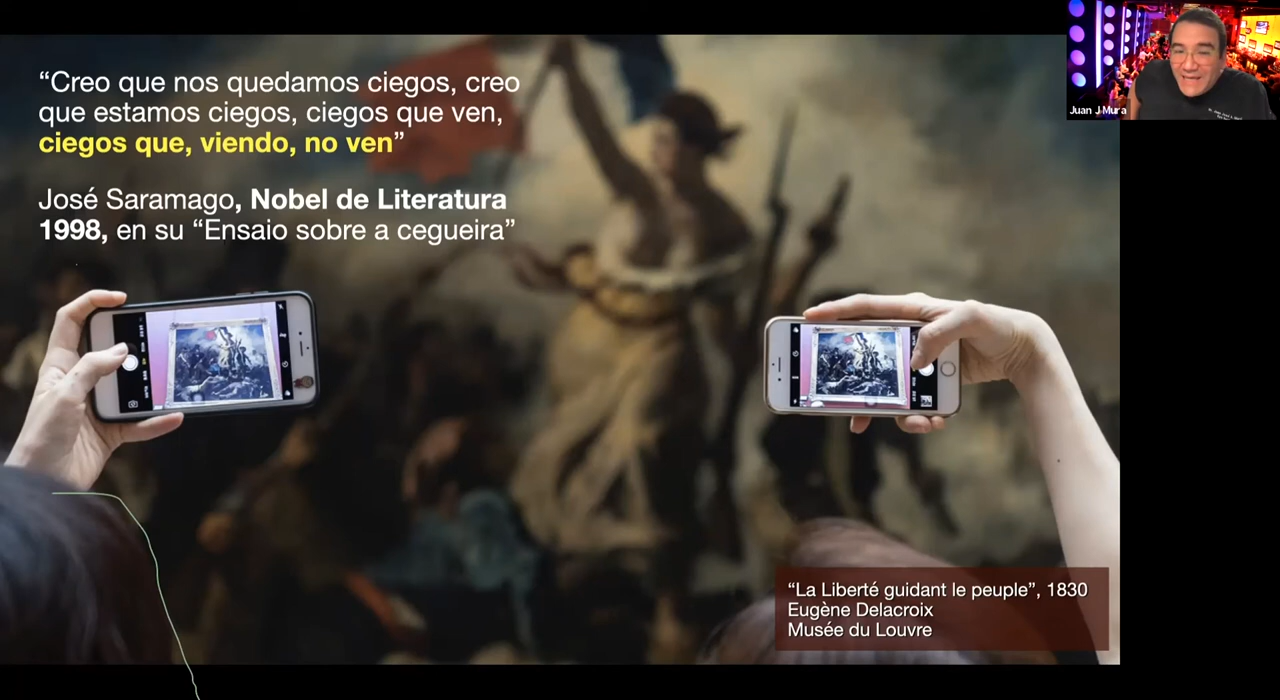 “Creo que nos quedamos ciegos, creo
que estamos ciegos, ciegos que ven,
ciegos que, viendo, no ven”
José Saramago, Nobel de Literatura
1998, en su “Ensaio sobre a cegueira”
Juan J Mura
“La Liberté guidant le peuple”, 1830
Eugène Delacroix
Musée du Louvre